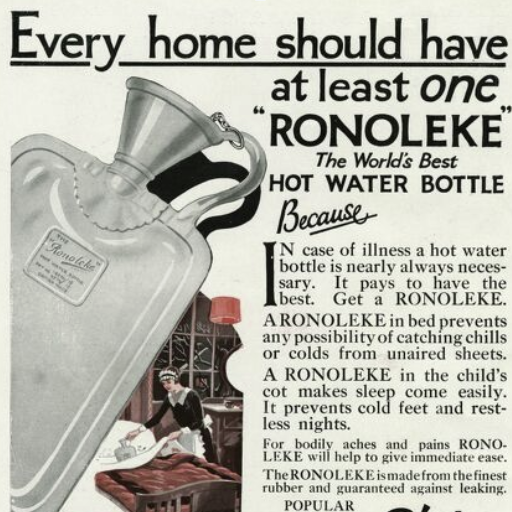 Every home should have
at least one
"RONOLEKE"
The World's Best
HOT WATER BOTTLE
Because
IN case of illness a hot water
bottle is nearly always neces-
sary. It pays to have the
best. Get a RONOLEKE.
A RONOLEKE in bed prevents
any possibility of catching chills
or colds from unaired sheets.
A RONOLEKE in the child's
cot makes sleep come easily.
It prevents cold feet and rest-
less nights.
For bodily aches and pains RONO-
LEKE will help to give immediate ease.
The RONOLEKE is made from the finest
rubber and guaranteed against leaking.
POPULAR
THE
"Ronoleke"
HOT WATER BOTTLE